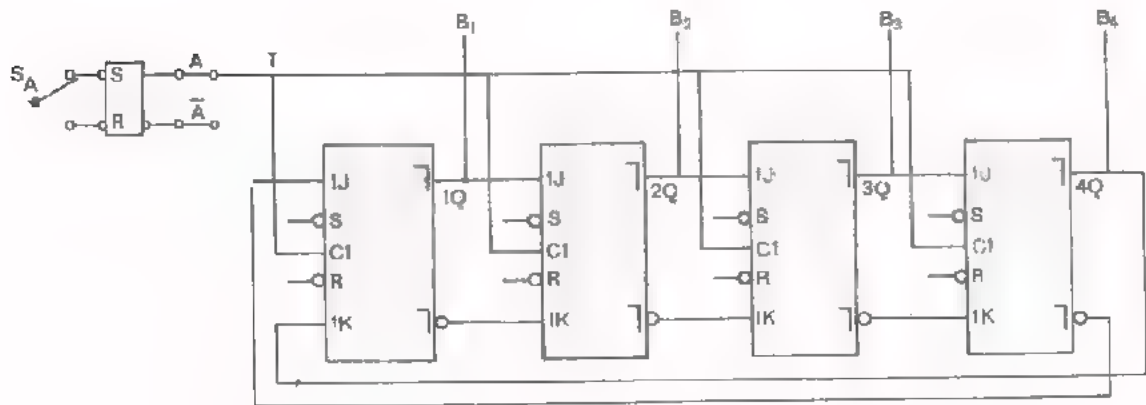 B₁ B₂ B₃ B₄
S_A S A T
R A̅
1J 1Q 1J 2Q 1J 3Q 1J 4Q
S S S S
C1 C1 C1 C1
R R R R
1K 1K 1K 1K